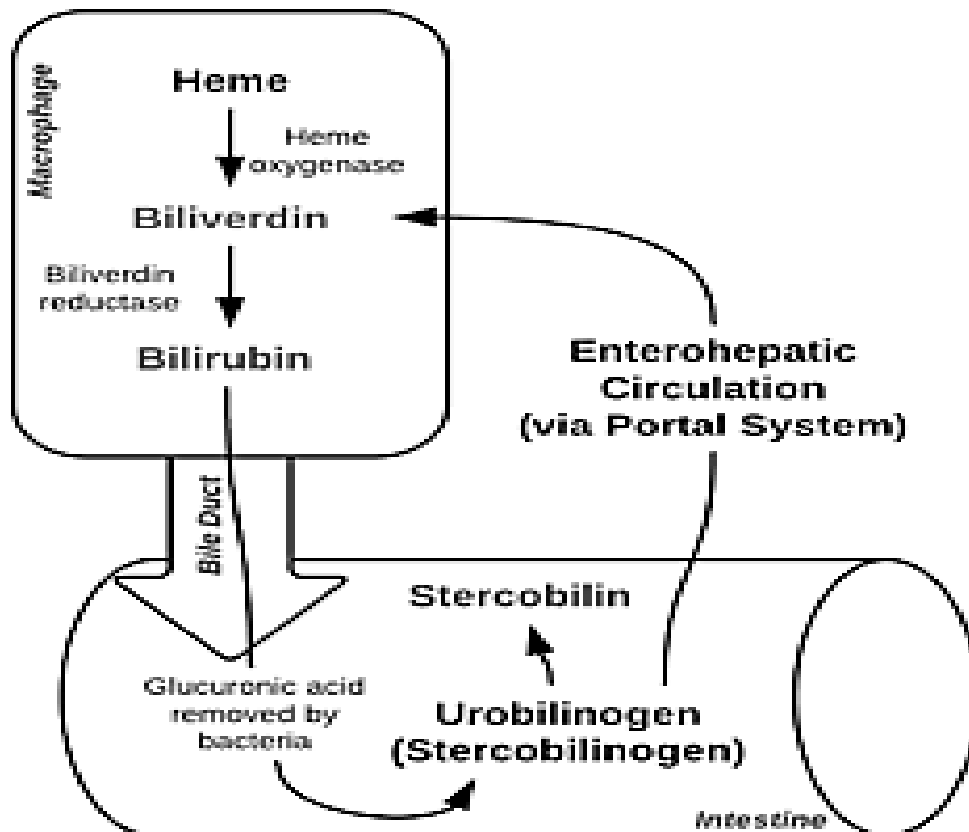 Macrophage
Heme
Heme
oxygenase
Biliverdin
Biliverdin
reductase
Bilirubin
Enterohepatic
Circulation
(via Portal System)
Bile Duct
Stercobilin
Glucuronic acid
removed by
bacteria
Urobilinogen
(Stercobilinogen)
Intestine